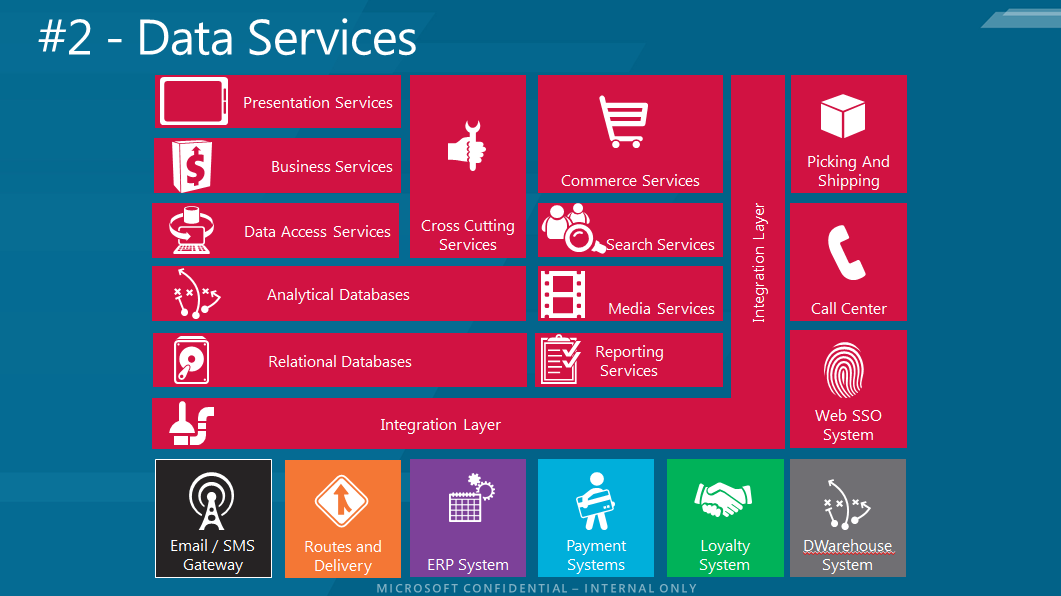 #2 - Data Services
Presentation Services
Business Services
Data Access Services
Cross Cutting
Services
Commerce Services
Search Services
Analytical Databases
Media Services
Relational Databases
Reporting
Services
Integration Layer
Integration Layer
Picking And
Shipping
Call Center
Web SSO
System
Email / SMS
Gateway
Routes and
Delivery
ERP System
Payment
Systems
Loyalty
System
DWarehouse
System
MICROSOFT CONFIDENTIAL – INTERNAL ONLY